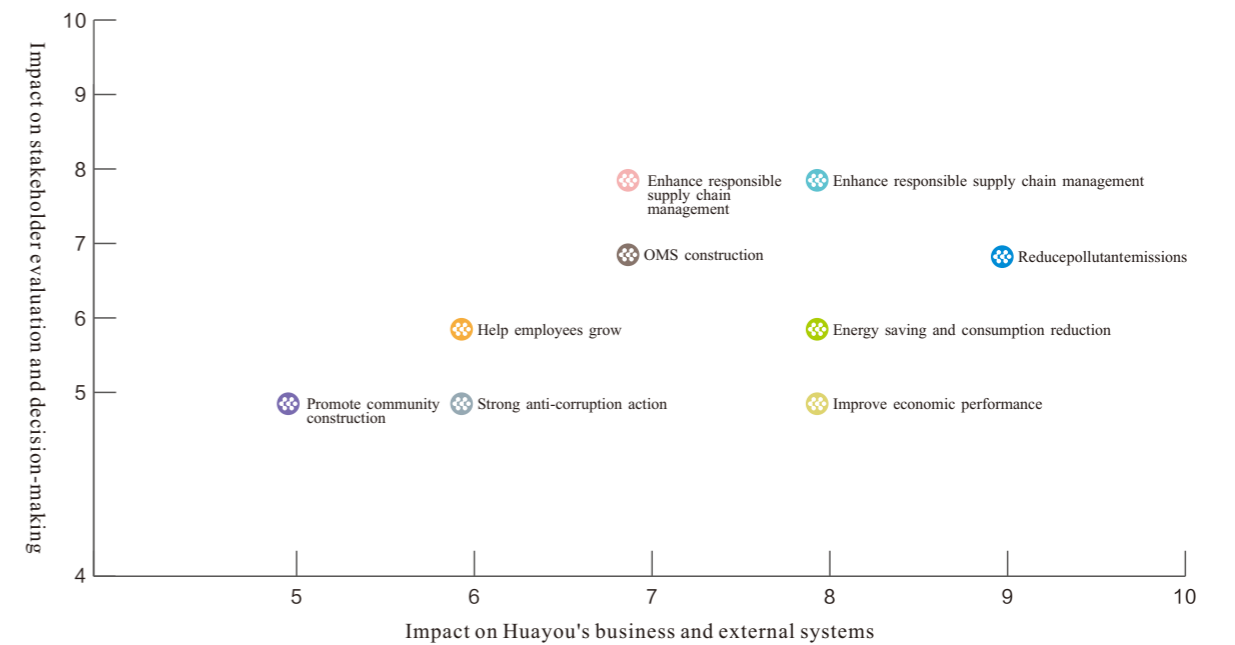 10
9
8
7
6
5
4
Impact on stakeholder evaluation and decision-making
Enhance responsible
supply chain
management
Enhance responsible supply chain management
OMS construction
Reducepollutantemissions
Help employees grow
Energy saving and consumption reduction
Promote community
construction
Strong anti-corruption action
Improve economic performance
5 6 7 8 9 10
Impact on Huayou's business and external systems